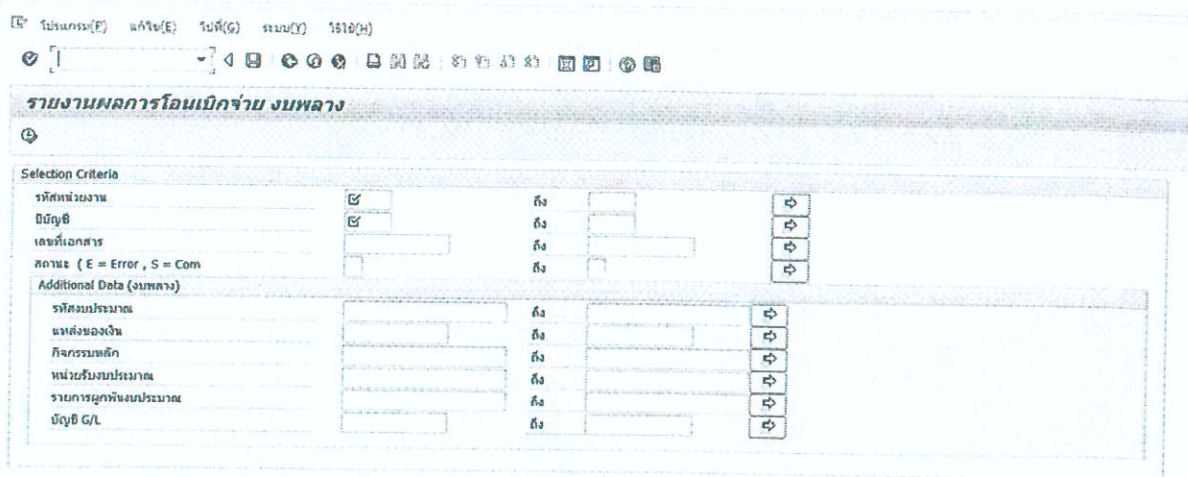 โปรแกรม(P) แก้ไข(E) ไปที่(G) ระบบ(Y) วิธีใช้(H)
รายงานผลการโอนเบิกจ่าย งบพลาง
Selection Criteria
รหัสหน่วยงาน ถึง
ปีบัญชี ถึง
เลขที่เอกสาร ถึง
สถานะ ( E = Error , S = Com ถึง
Additional Data (งบพลาง)
รหัสงบประมาณ ถึง
แหล่งของเงิน ถึง
กิจกรรมหลัก ถึง
หน่วยรับงบประมาณ ถึง
รายการผูกพันงบประมาณ ถึง
บัญชี G/L ถึง